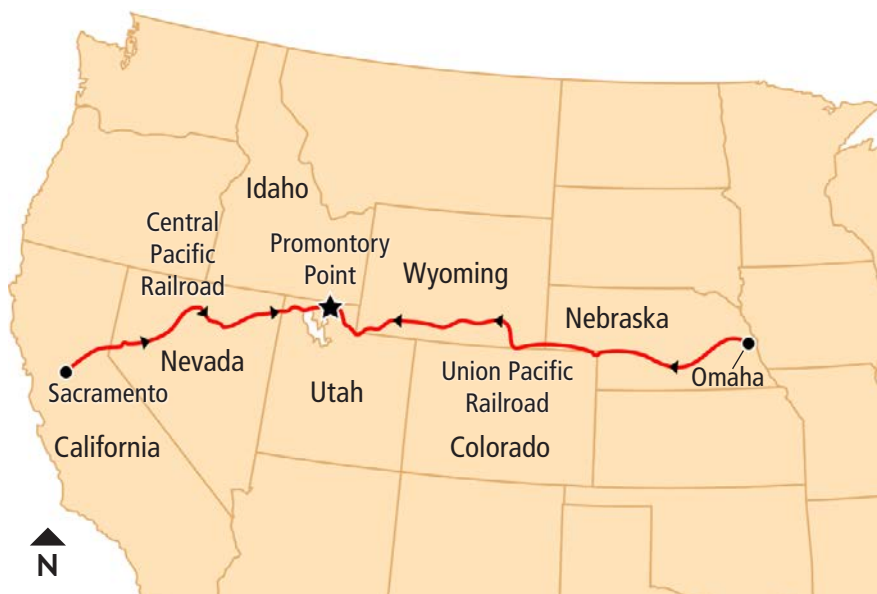 Idaho
Central
Pacific
Railroad
Promontory
Point
Wyoming
Nebraska
Nevada
Sacramento
Utah
Union Pacific
Railroad
Omaha
California
Colorado
N